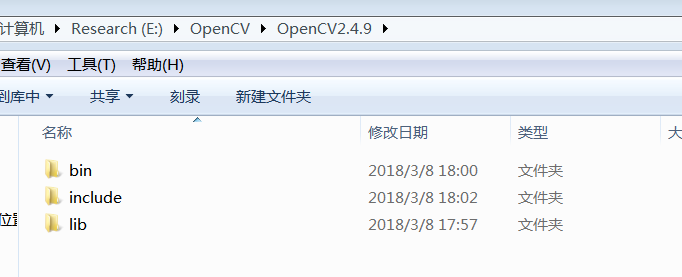 计算机 Research (E:) OpenCV OpenCV2.4.9
查看(V) 工具(T) 帮助(H)
到库中 共享 刻录 新建文件夹
名称 修改日期 类型 大
bin 2018/3/8 18:00 文件夹
include 2018/3/8 18:02 文件夹
位置 lib 2018/3/8 17:57 文件夹